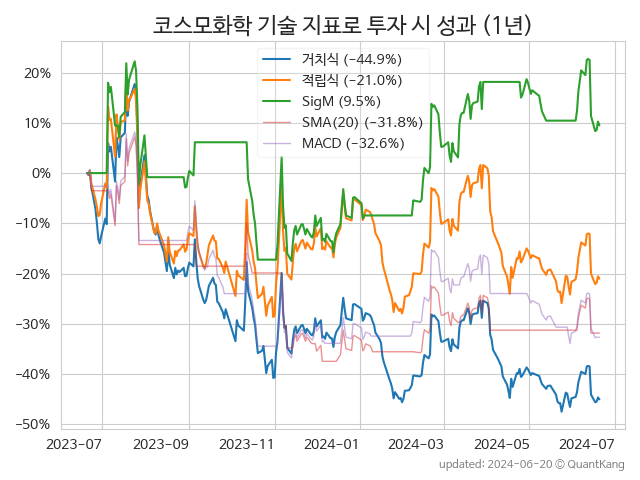 코스모화학 기술 지표로 투자 시 성과 (1년)
거치식 (−44.9%)
적립식 (−21.0%)
SigM (9.5%)
SMA(20) (−31.8%)
MACD (−32.6%)
20%
10%
0%
−10%
−20%
−30%
−40%
−50%
2023-07 2023-09 2023-11 2024-01 2024-03 2024-05 2024-07
updated: 2024-06-20 © QuantKang